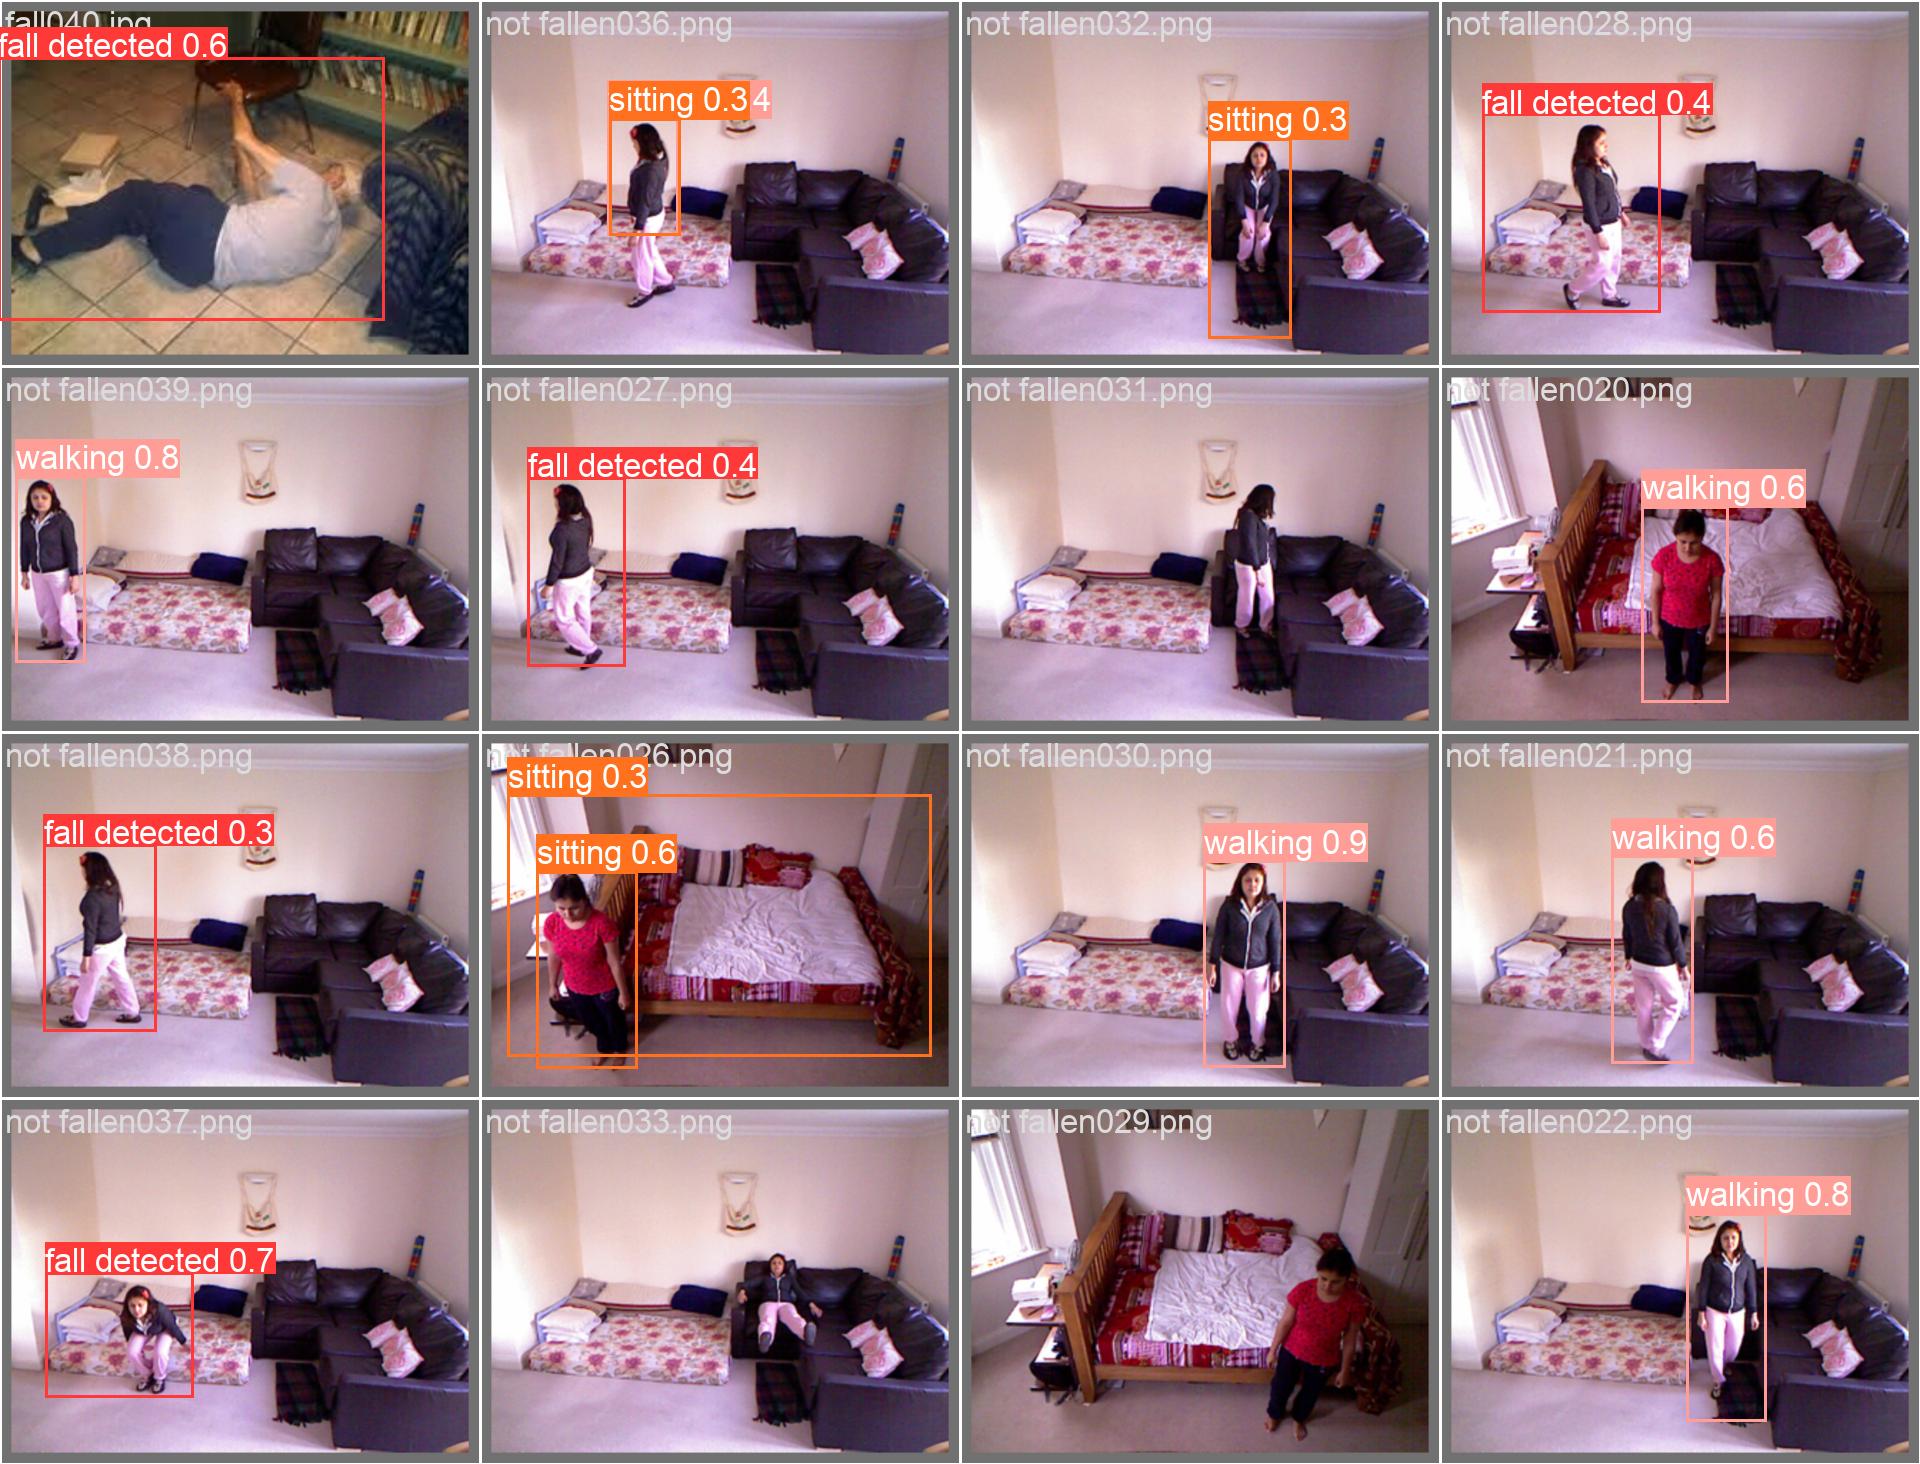 fall040.jpg
fall detected 0.6
not fallen036.png
sitting 0.3 4
not fallen032.png
sitting 0.3
not fallen028.png
fall detected 0.4
not fallen039.png
walking 0.8
not fallen027.png
fall detected 0.4
not fallen031.png
not fallen020.png
walking 0.6
not fallen038.png
fall detected 0.3
not fallen026.png
sitting 0.3
sitting 0.6
not fallen030.png
walking 0.9
not fallen021.png
walking 0.6
not fallen037.png
fall detected 0.7
not fallen033.png
not fallen029.png
not fallen022.png
walking 0.8